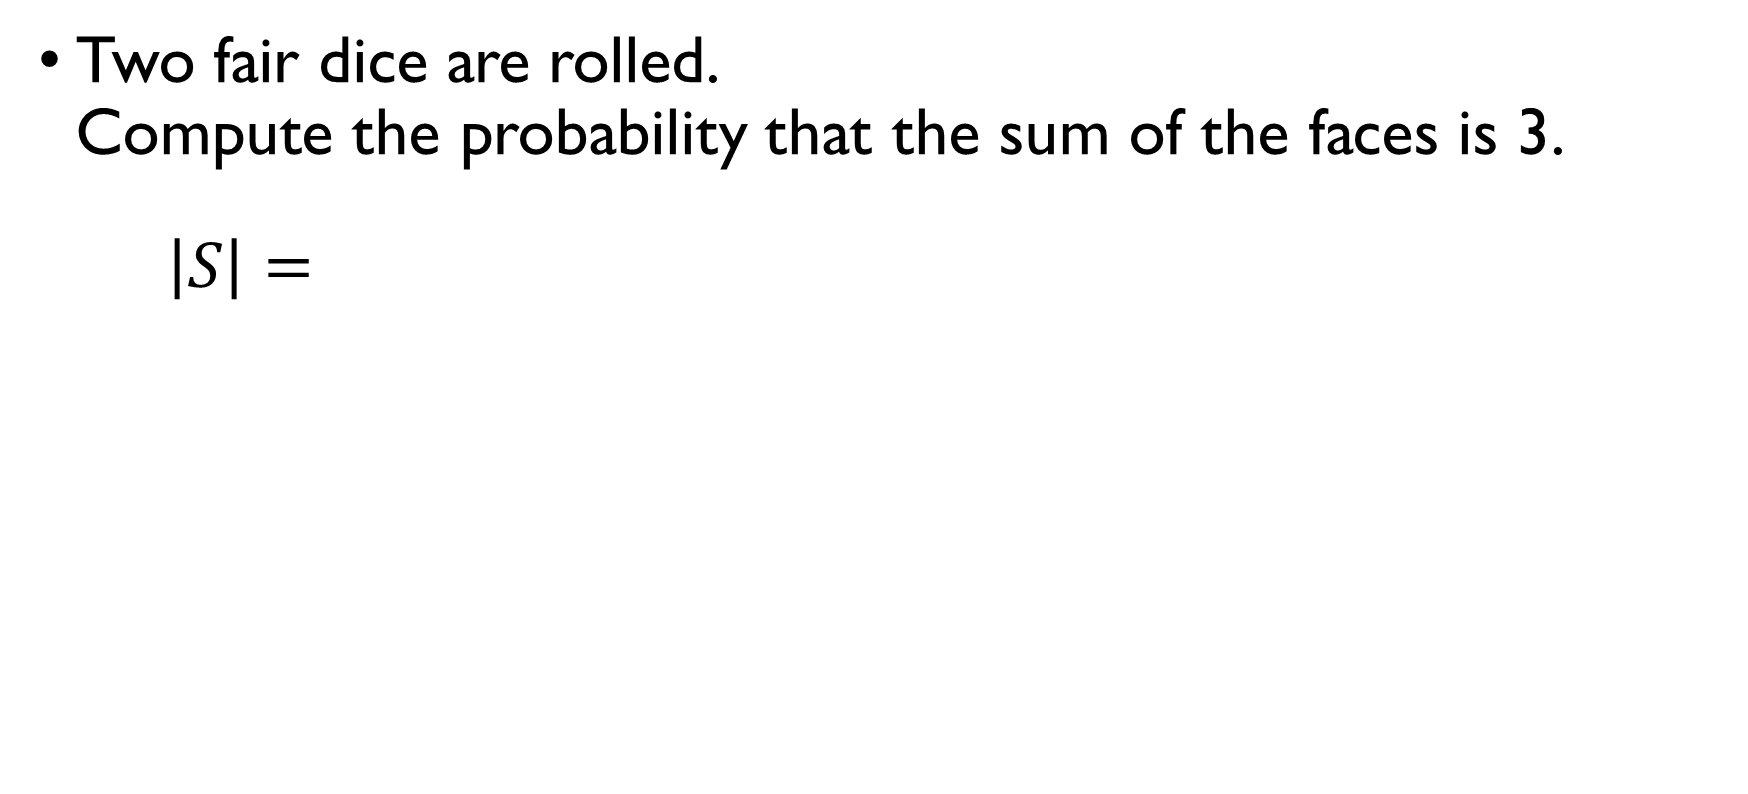 • Two fair dice are rolled.
Compute the probability that the sum of the faces is 3.
|S| =